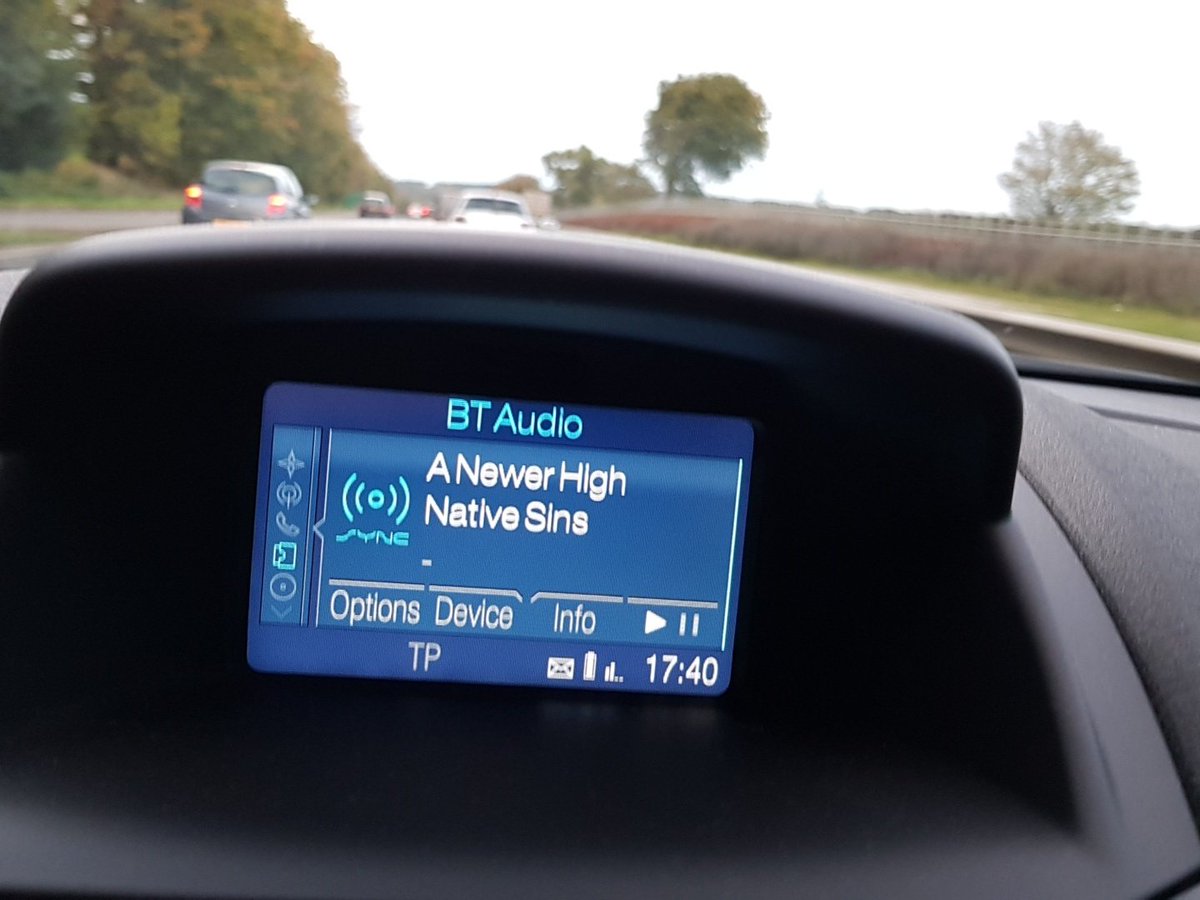 BT Audio
A Newer High
Native Sins
SYNC
-
Options Device Info
TP 17:40